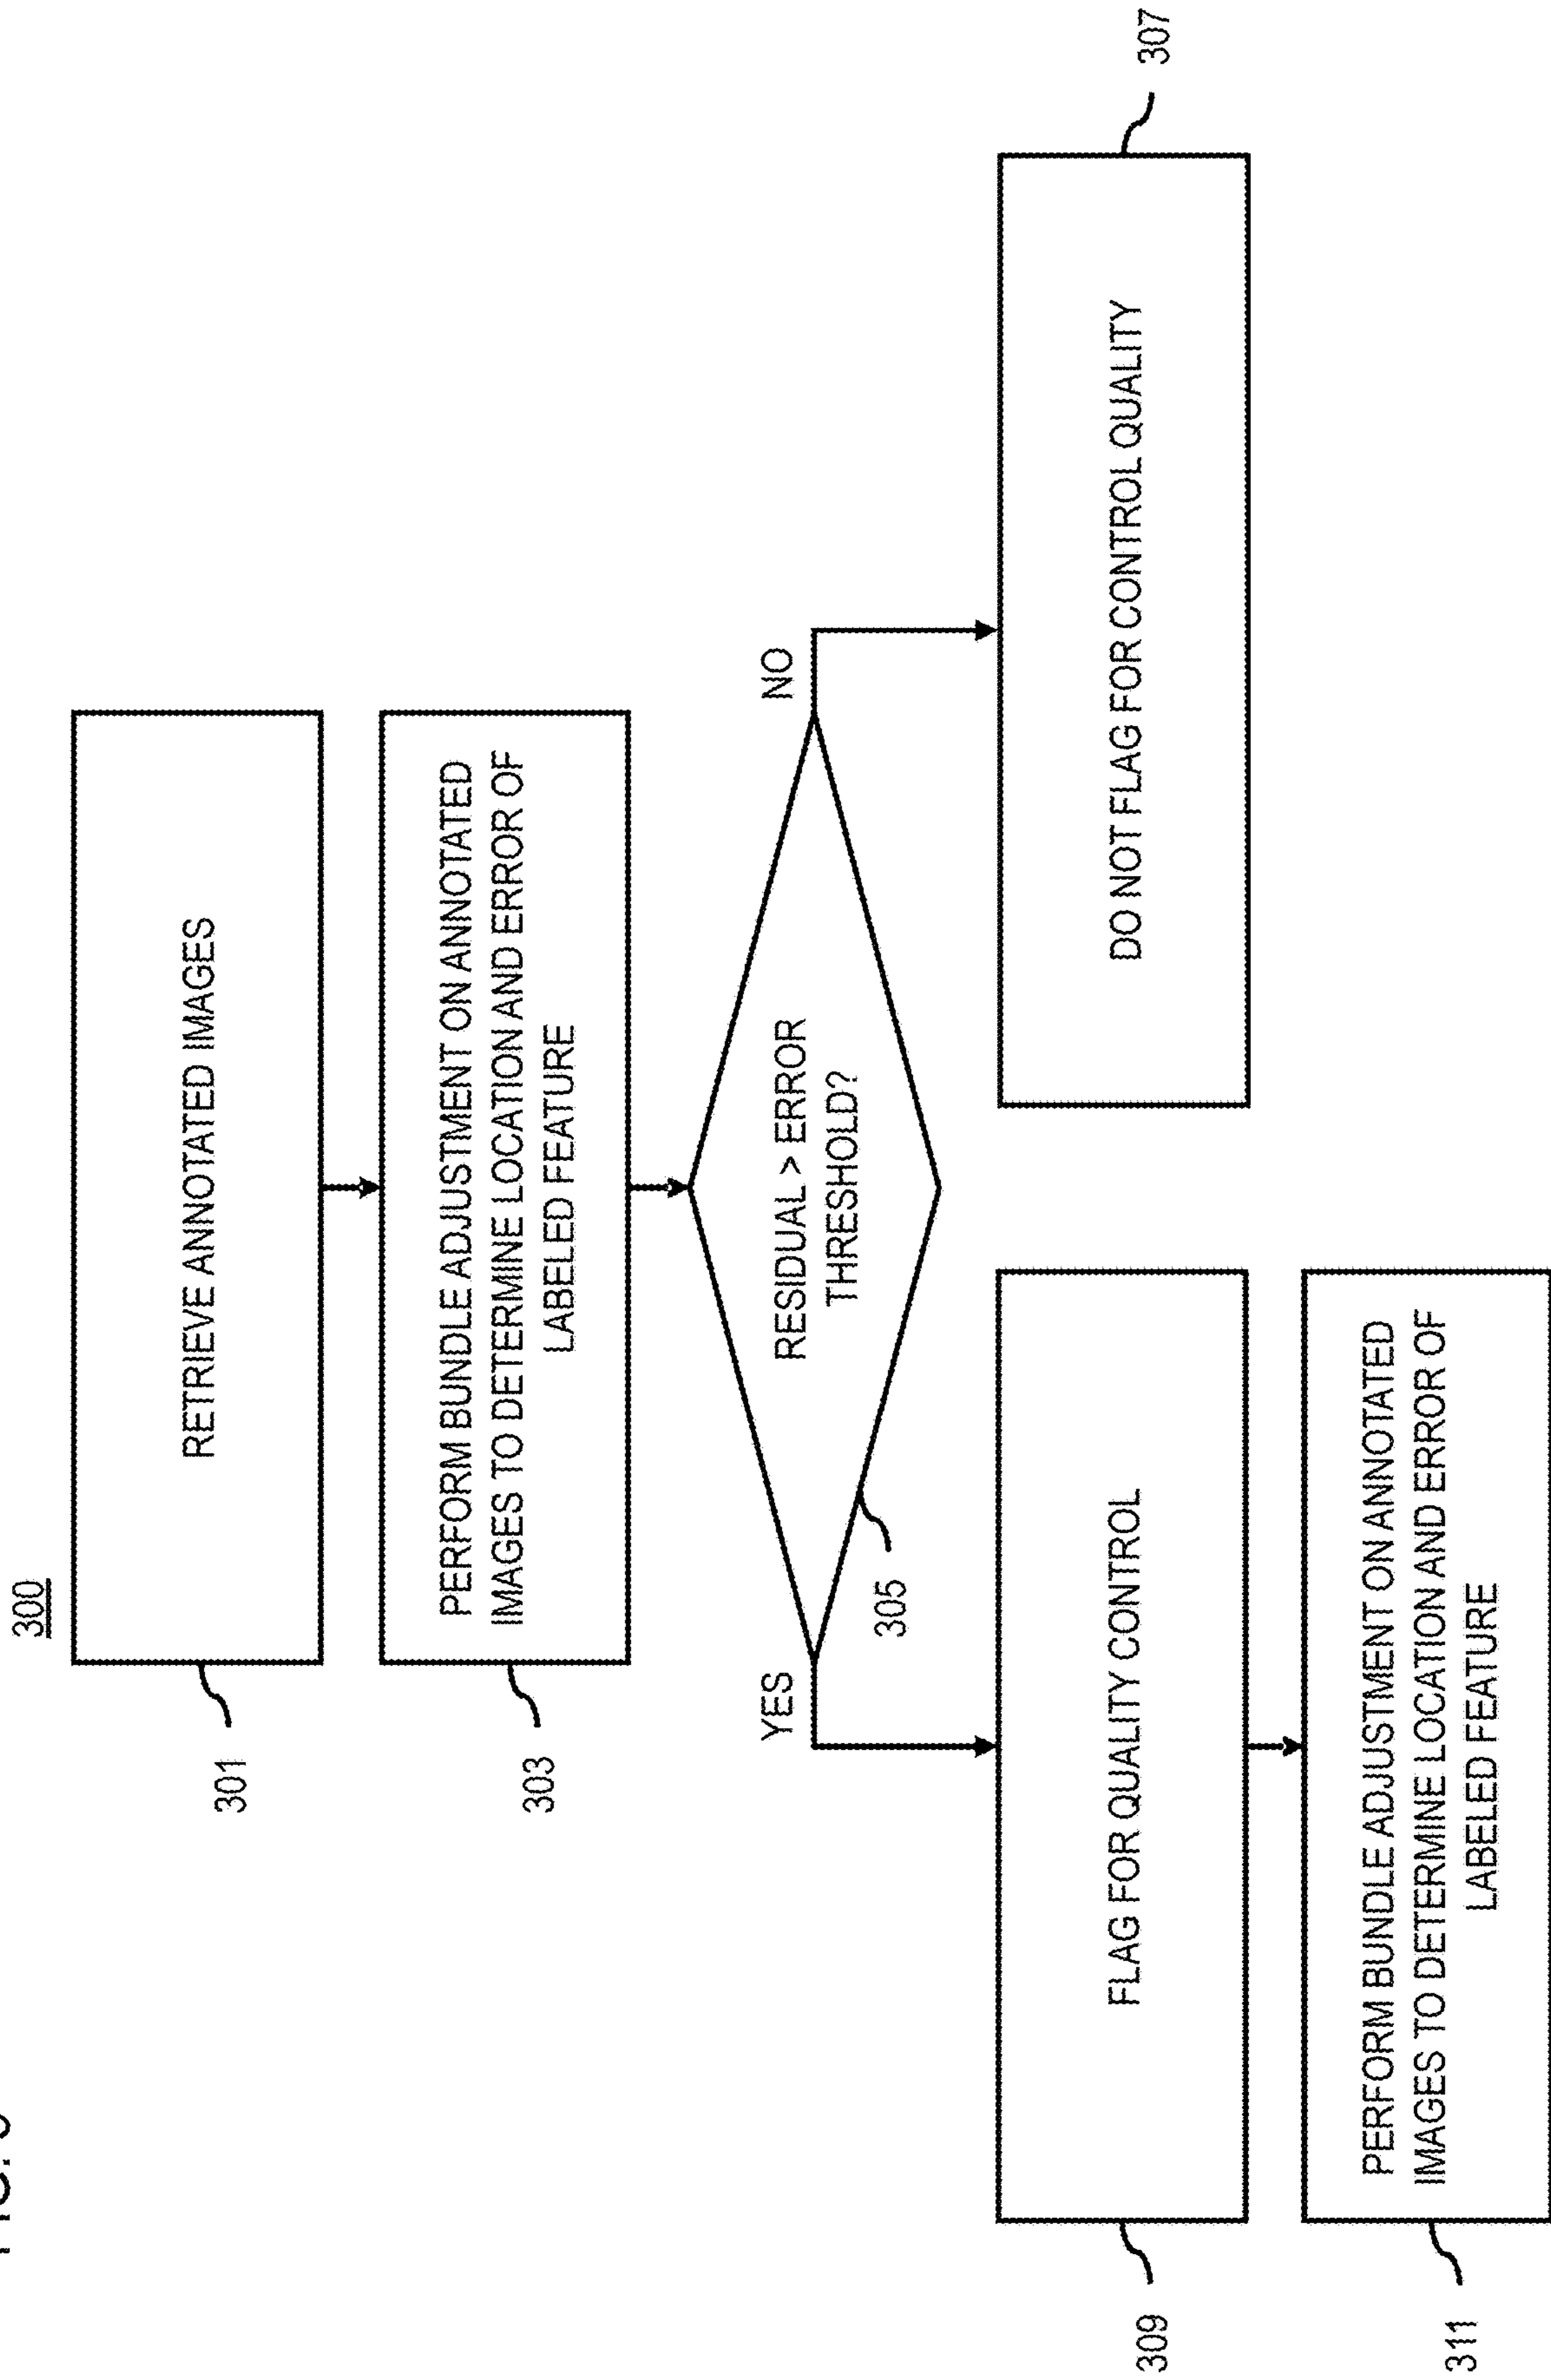 300
RETRIEVE ANNOTATED IMAGES
301
PERFORM BUNDLE ADJUSTMENT ON ANNOTATED
IMAGES TO DETERMINE LOCATION AND ERROR OF
LABELED FEATURE
303
RESIDUAL > ERROR
THRESHOLD?
YES
NO
305
FLAG FOR QUALITY CONTROL
309
DO NOT FLAG FOR CONTROL QUALITY
307
PERFORM BUNDLE ADJUSTMENT ON ANNOTATED
IMAGES TO DETERMINE LOCATION AND ERROR OF
LABELED FEATURE
311